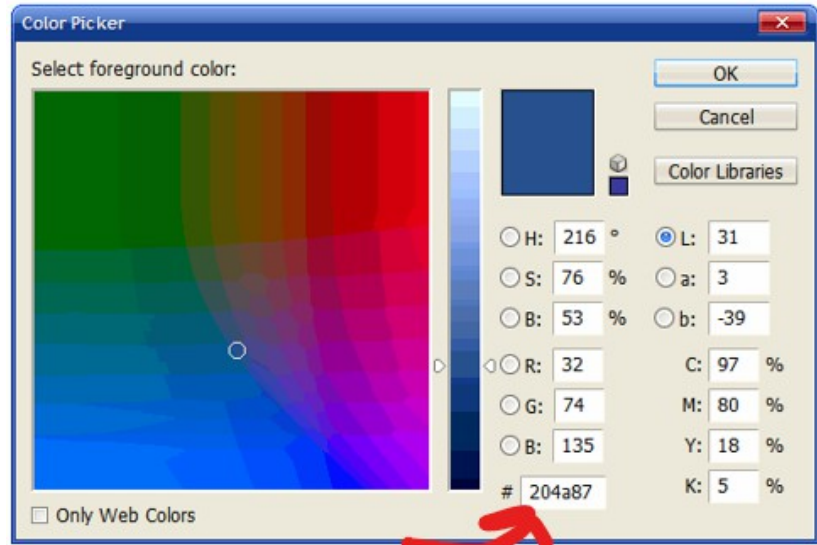 Color Picker
Select foreground color:
OK
Cancel
Color Libraries
H: 216 ° L: 31
S: 76 % a: 3
B: 53 % b: -39
R: 32 C: 97 %
G: 74 M: 80 %
B: 135 Y: 18 %
# 204a87 K: 5 %
Only Web Colors